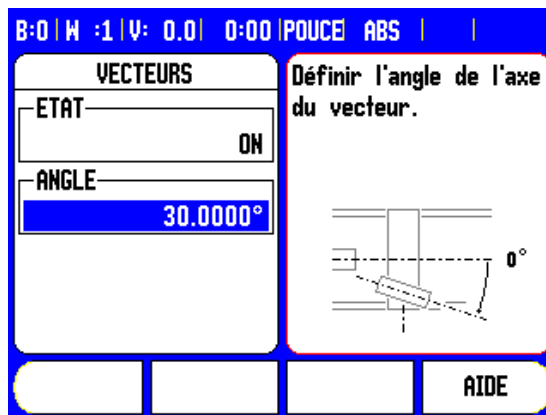 B:0 | W :1 | V: 0.0 | 0:00 | POUCE | ABS | |
VECTEURS
ETAT
ON
ANGLE
30.0000°
Définir l'angle de l'axe
du vecteur.
0°
AIDE